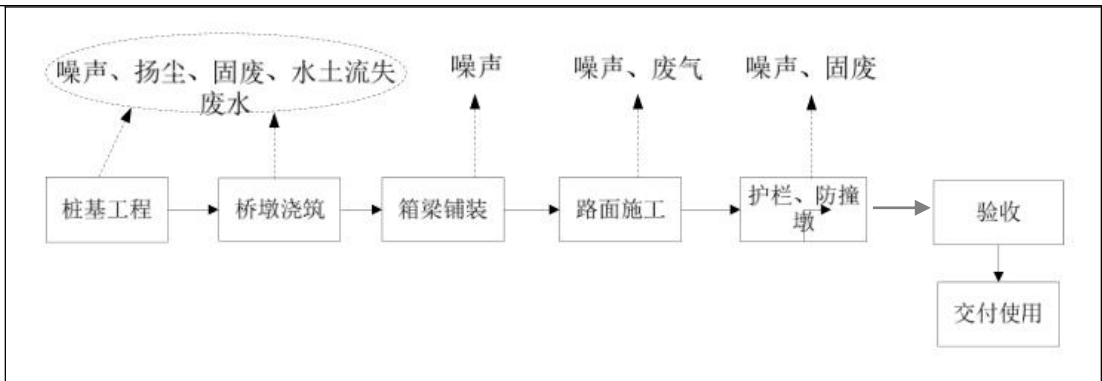 噪声、扬尘、固废、水土流失
废水
噪声
噪声、废气
噪声、固废
桩基工程
桥墩浇筑
箱梁铺装
路面施工
护栏、防撞
墩
验收
交付使用